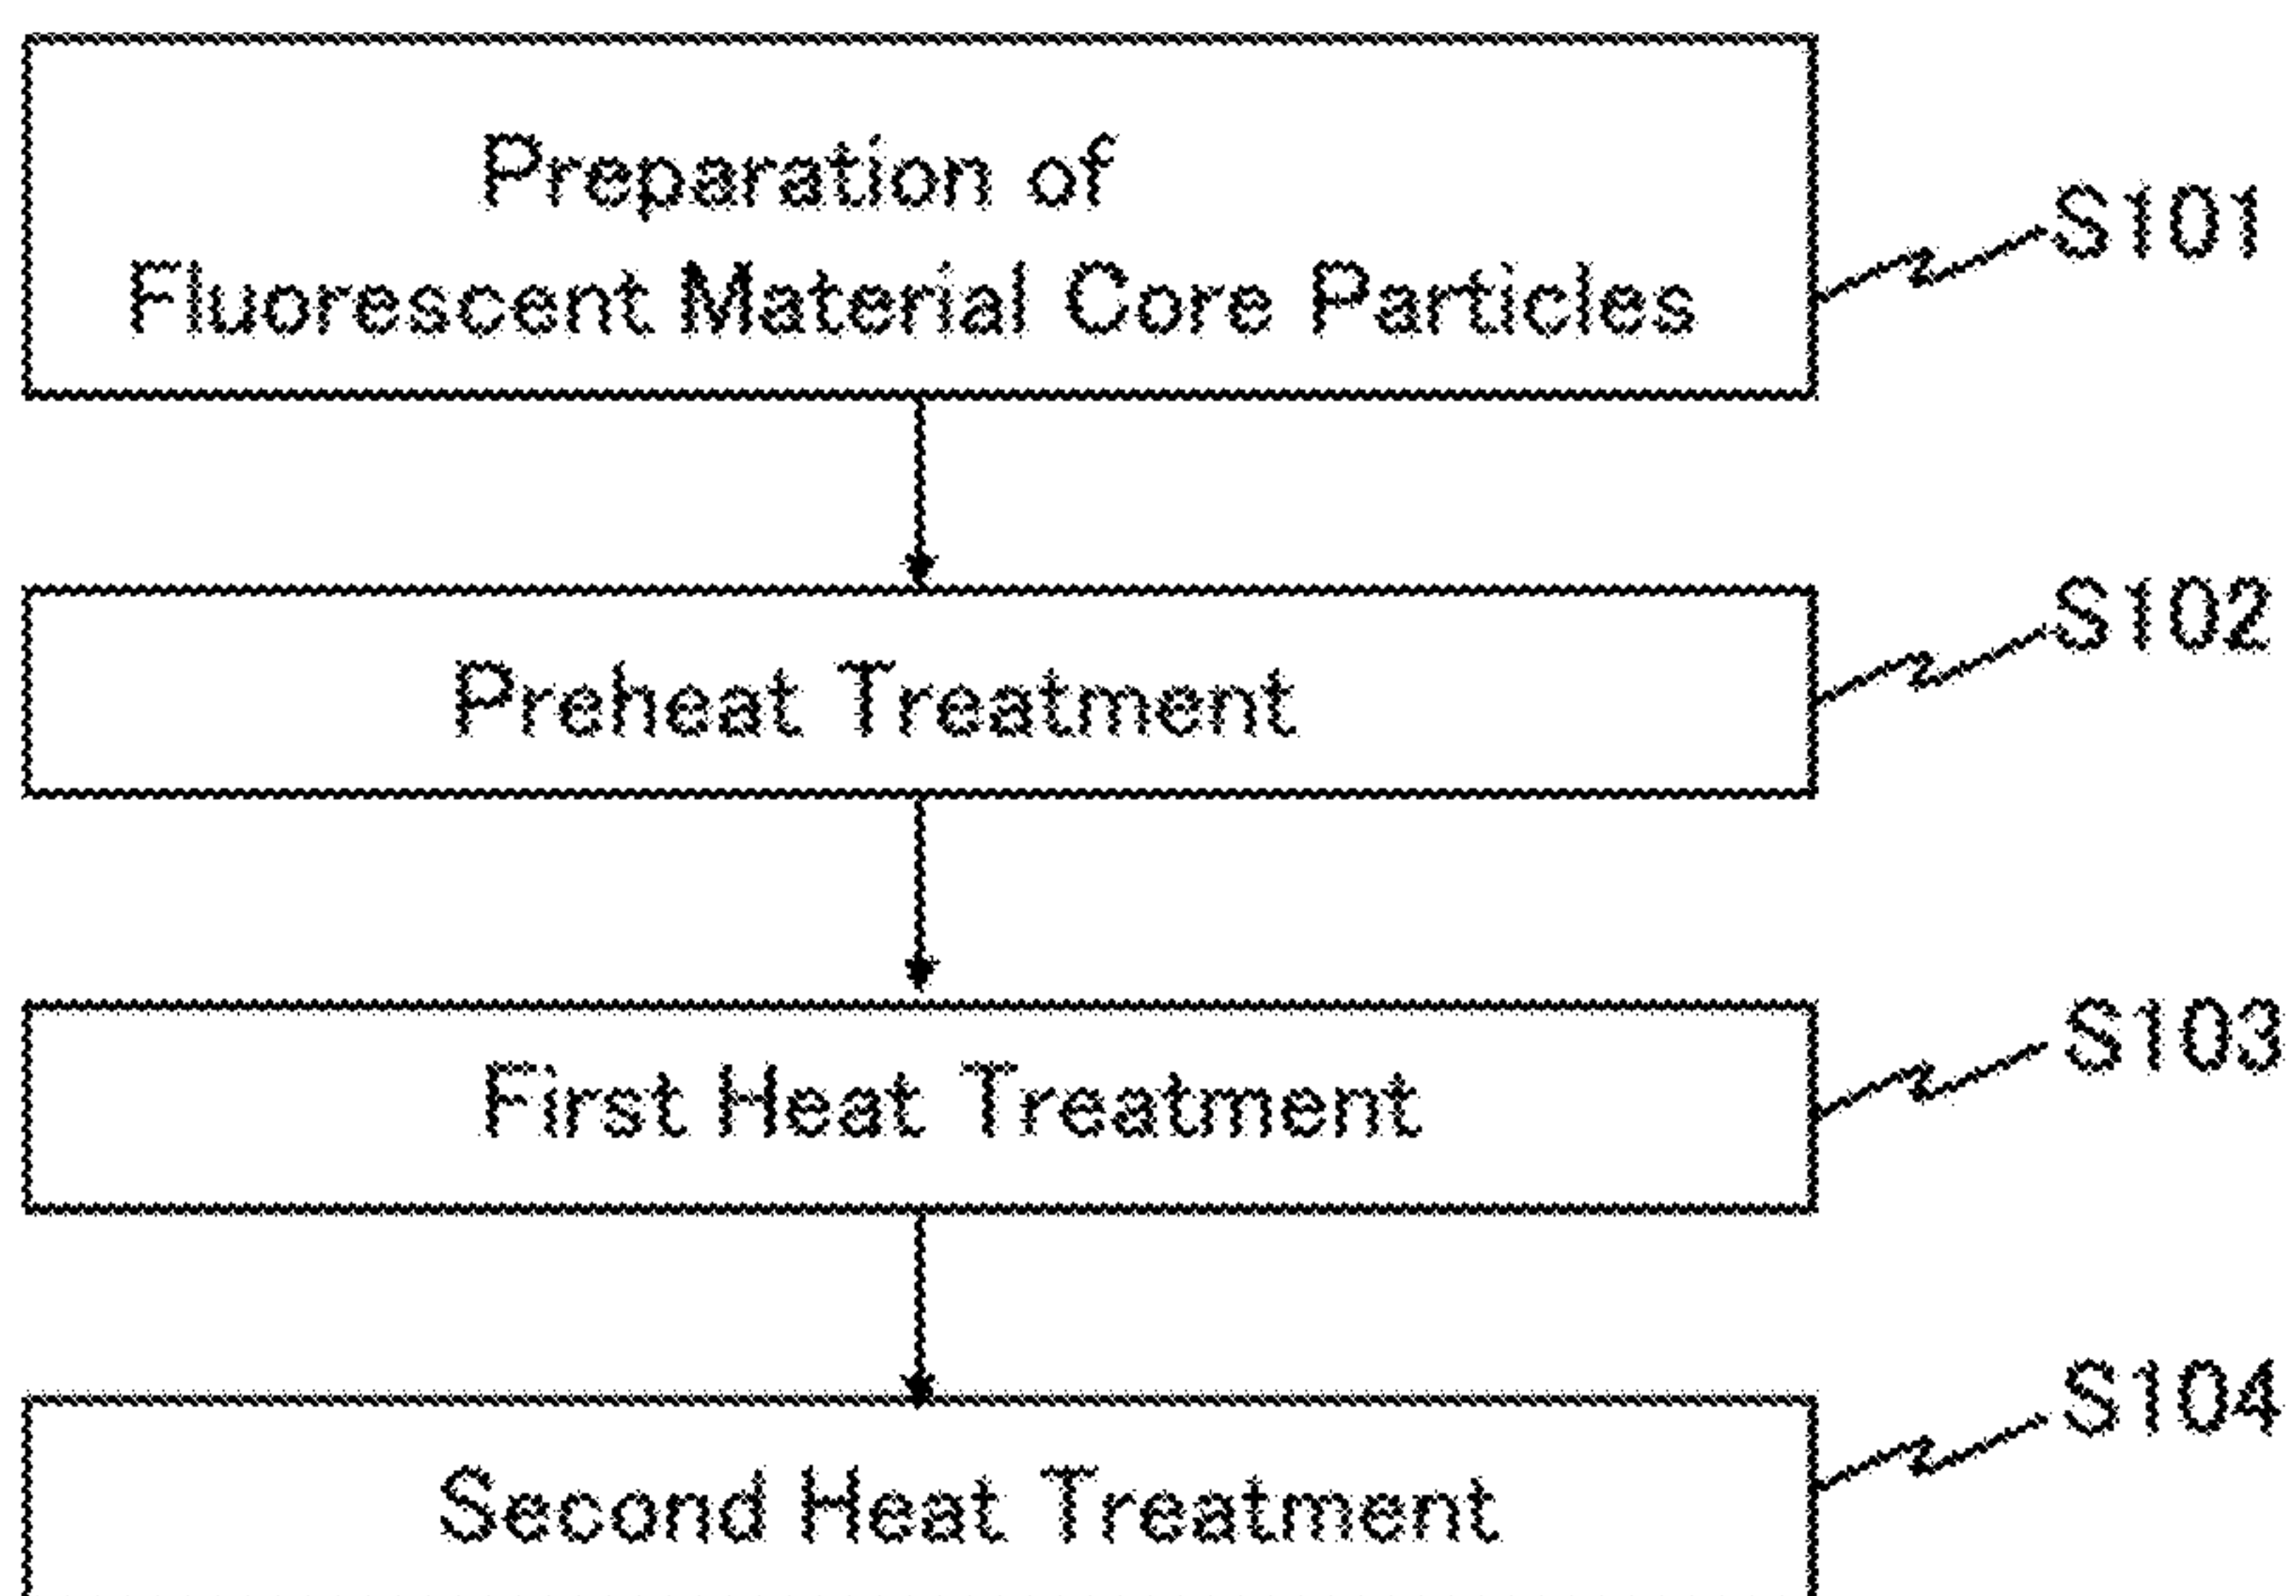 Preparation of
Fluorescent Material Core Particles
S101
Preheat Treatment
S102
First Heat Treatment
S103
Second Heat Treatment
S104